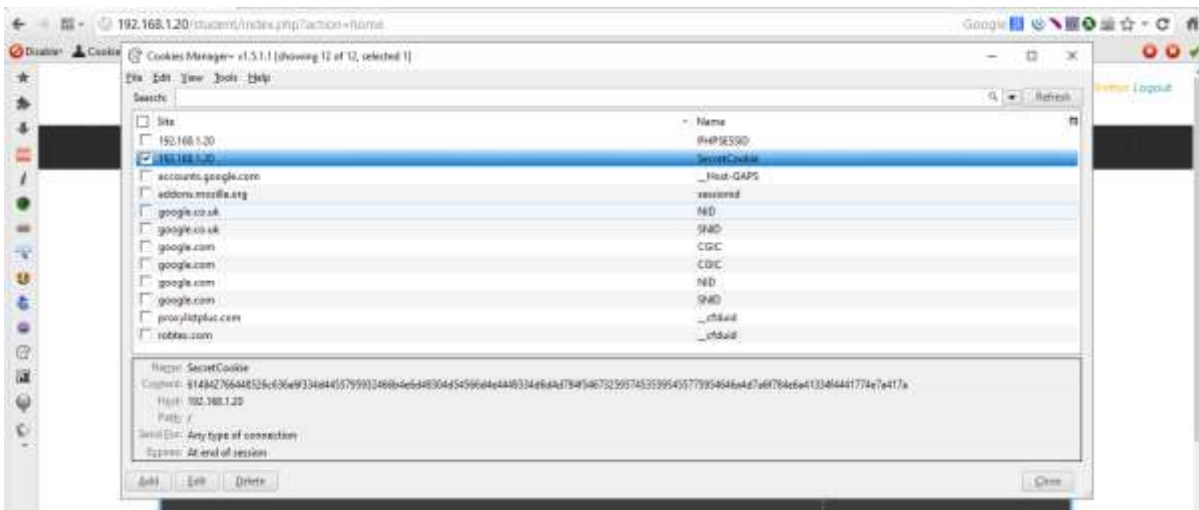 192.168.1.20/student/index.php?action=home
Google
Disable
Cookie
Cookies Manager+ v1.5.1.1 [showing 12 of 12, selected 1]
File Edit View Tools Help
Search:
Refresh
Logout
Site
Name
192.168.1.20
PHPSESSID
192.168.1.20
SecretCookie
accounts.google.com
__Host-GAPS
addons.mozilla.org
sessionid
google.co.uk
NID
google.co.uk
SNID
google.com
CGIC
google.com
CGIC
google.com
NID
google.com
SNID
proxylistplus.com
__cfduid
robtex.com
__cfduid
Name: SecretCookie
Content:
Host: 192.168.1.20
Path: /
Send For: Any type of connection
Expires: At end of session
Add Edit Delete
Close